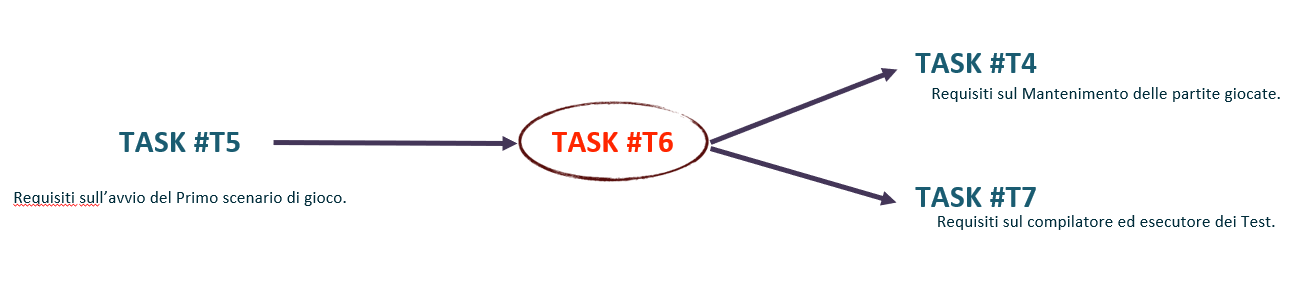 TASK #T5
Requisiti sull’avvio del Primo scenario di gioco.
TASK #T6
TASK #T4
Requisiti sul Mantenimento delle partite giocate.
TASK #T7
Requisiti sul compilatore ed esecutore dei Test.